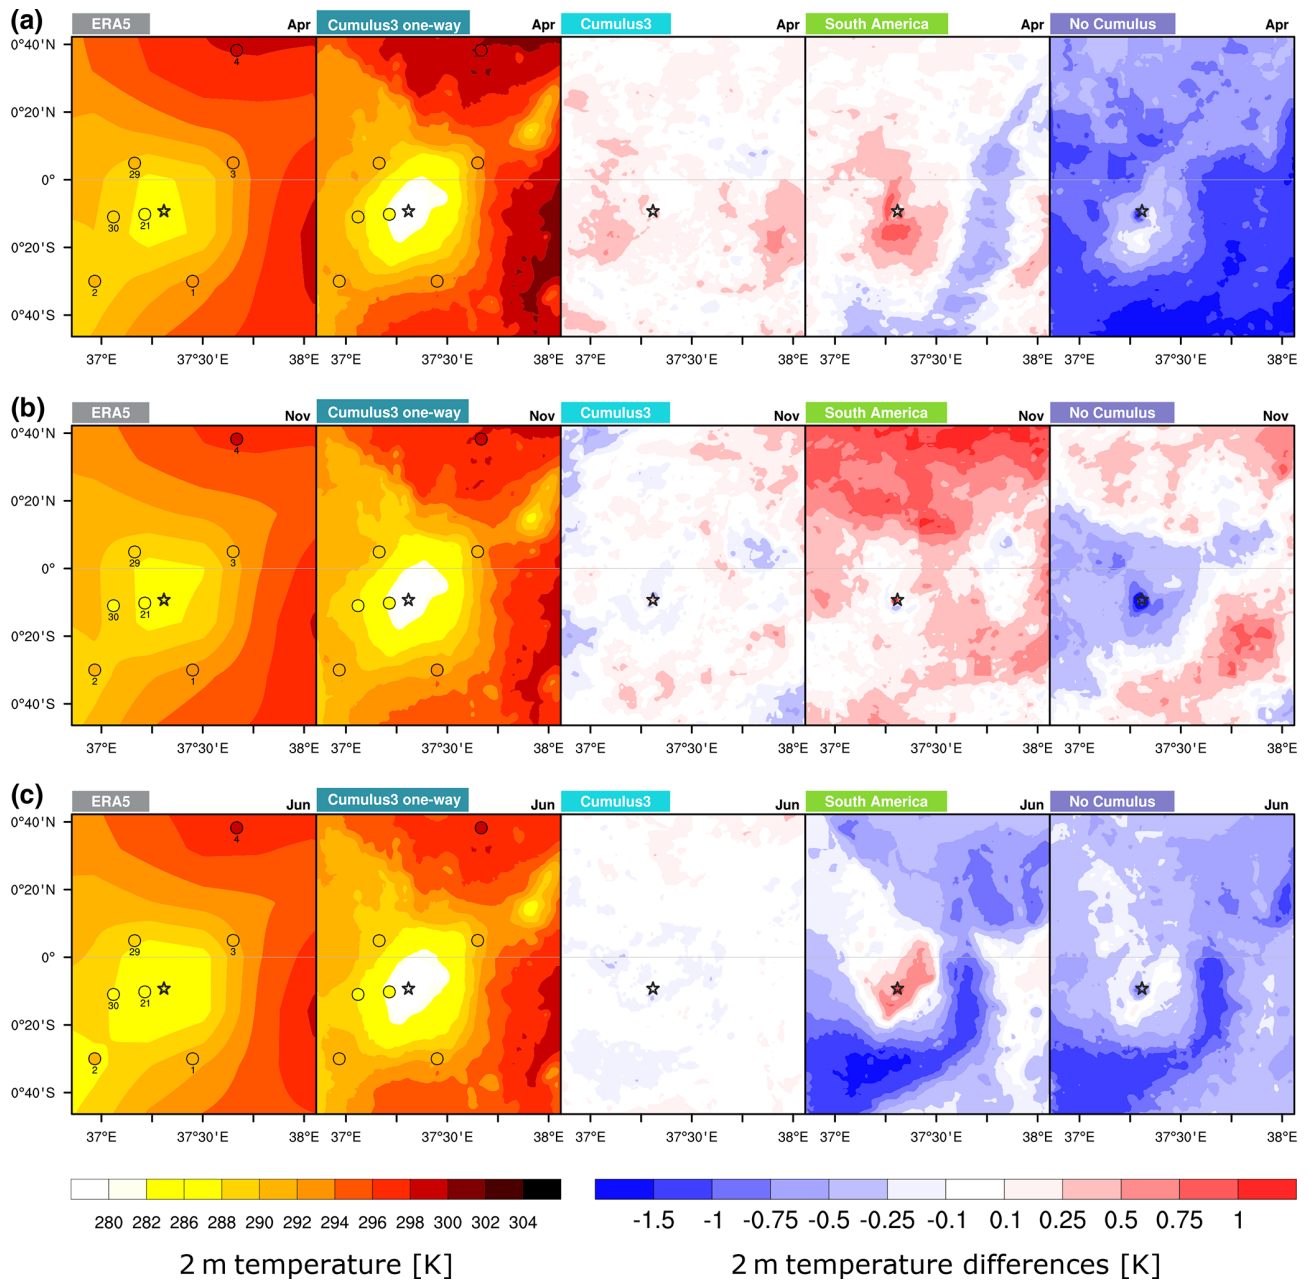 (a) ERA5 Apr Cumulus3 one-way Apr Cumulus3 Apr South America Apr No Cumulus Apr
0°40'N
4
0°20'N
29 3
0°
30 21
0°20'S
2 1
0°40'S
37°E 37°30'E 38°E 37°E 37°30'E 38°E 37°E 37°30'E 38°E 37°E 37°30'E 38°E 37°E 37°30'E 38°E
(b) ERA5 Nov Cumulus3 one-way Nov Cumulus3 Nov South America Nov No Cumulus Nov
0°40'N
4
0°20'N
29 3
0°
30 21
0°20'S
2 1
0°40'S
37°E 37°30'E 38°E 37°E 37°30'E 38°E 37°E 37°30'E 38°E 37°E 37°30'E 38°E 37°E 37°30'E 38°E
(c) ERA5 Jun Cumulus3 one-way Jun Cumulus3 Jun South America Jun No Cumulus Jun
0°40'N
4
0°20'N
29 3
0°
30 21
0°20'S
2 1
0°40'S
37°E 37°30'E 38°E 37°E 37°30'E 38°E 37°E 37°30'E 38°E 37°E 37°30'E 38°E 37°E 37°30'E 38°E
280 282 286 288 290 292 294 296 298 300 302 304
-1.5 -1 -0.75 -0.5 -0.25 -0.1 0.1 0.25 0.5 0.75 1
2 m temperature [K]
2 m temperature differences [K]